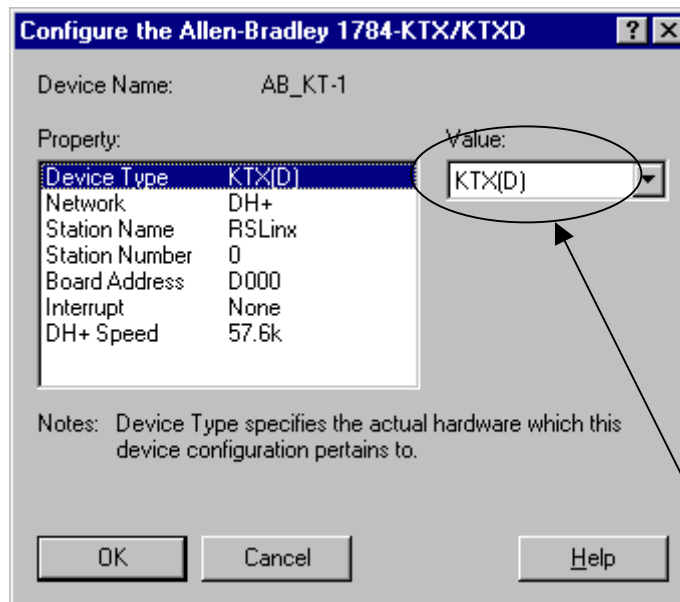 Configure the Allen-Bradley 1784-KTX/KTXD
Device Name: AB_KT-1
Property: Value:
Device Type KTX(D) KTX(D)
Network DH+
Station Name RSLinx
Station Number 0
Board Address D000
Interrupt None
DH+ Speed 57.6k
Notes: Device Type specifies the actual hardware which this
device configuration pertains to.
OK Cancel Help